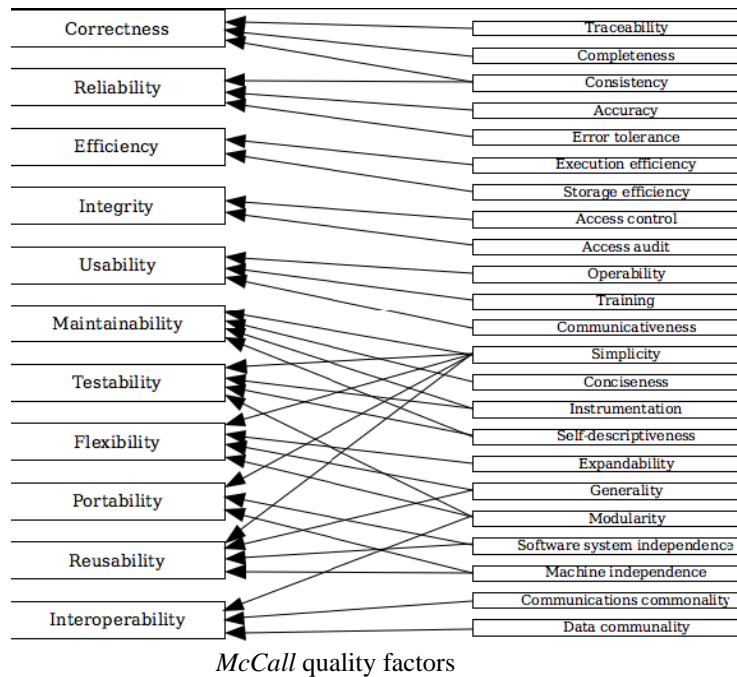 Correctness
Reliability
Efficiency
Integrity
Usability
Maintainability
Testability
Flexibility
Portability
Reusability
Interoperability
Traceability
Completeness
Consistency
Accuracy
Error tolerance
Execution efficiency
Storage efficiency
Access control
Access audit
Operability
Training
Communicativeness
Simplicity
Conciseness
Instrumentation
Self-descriptiveness
Expandability
Generality
Modularity
Software system independence
Machine independence
Communications commonality
Data communality
McCall quality factors